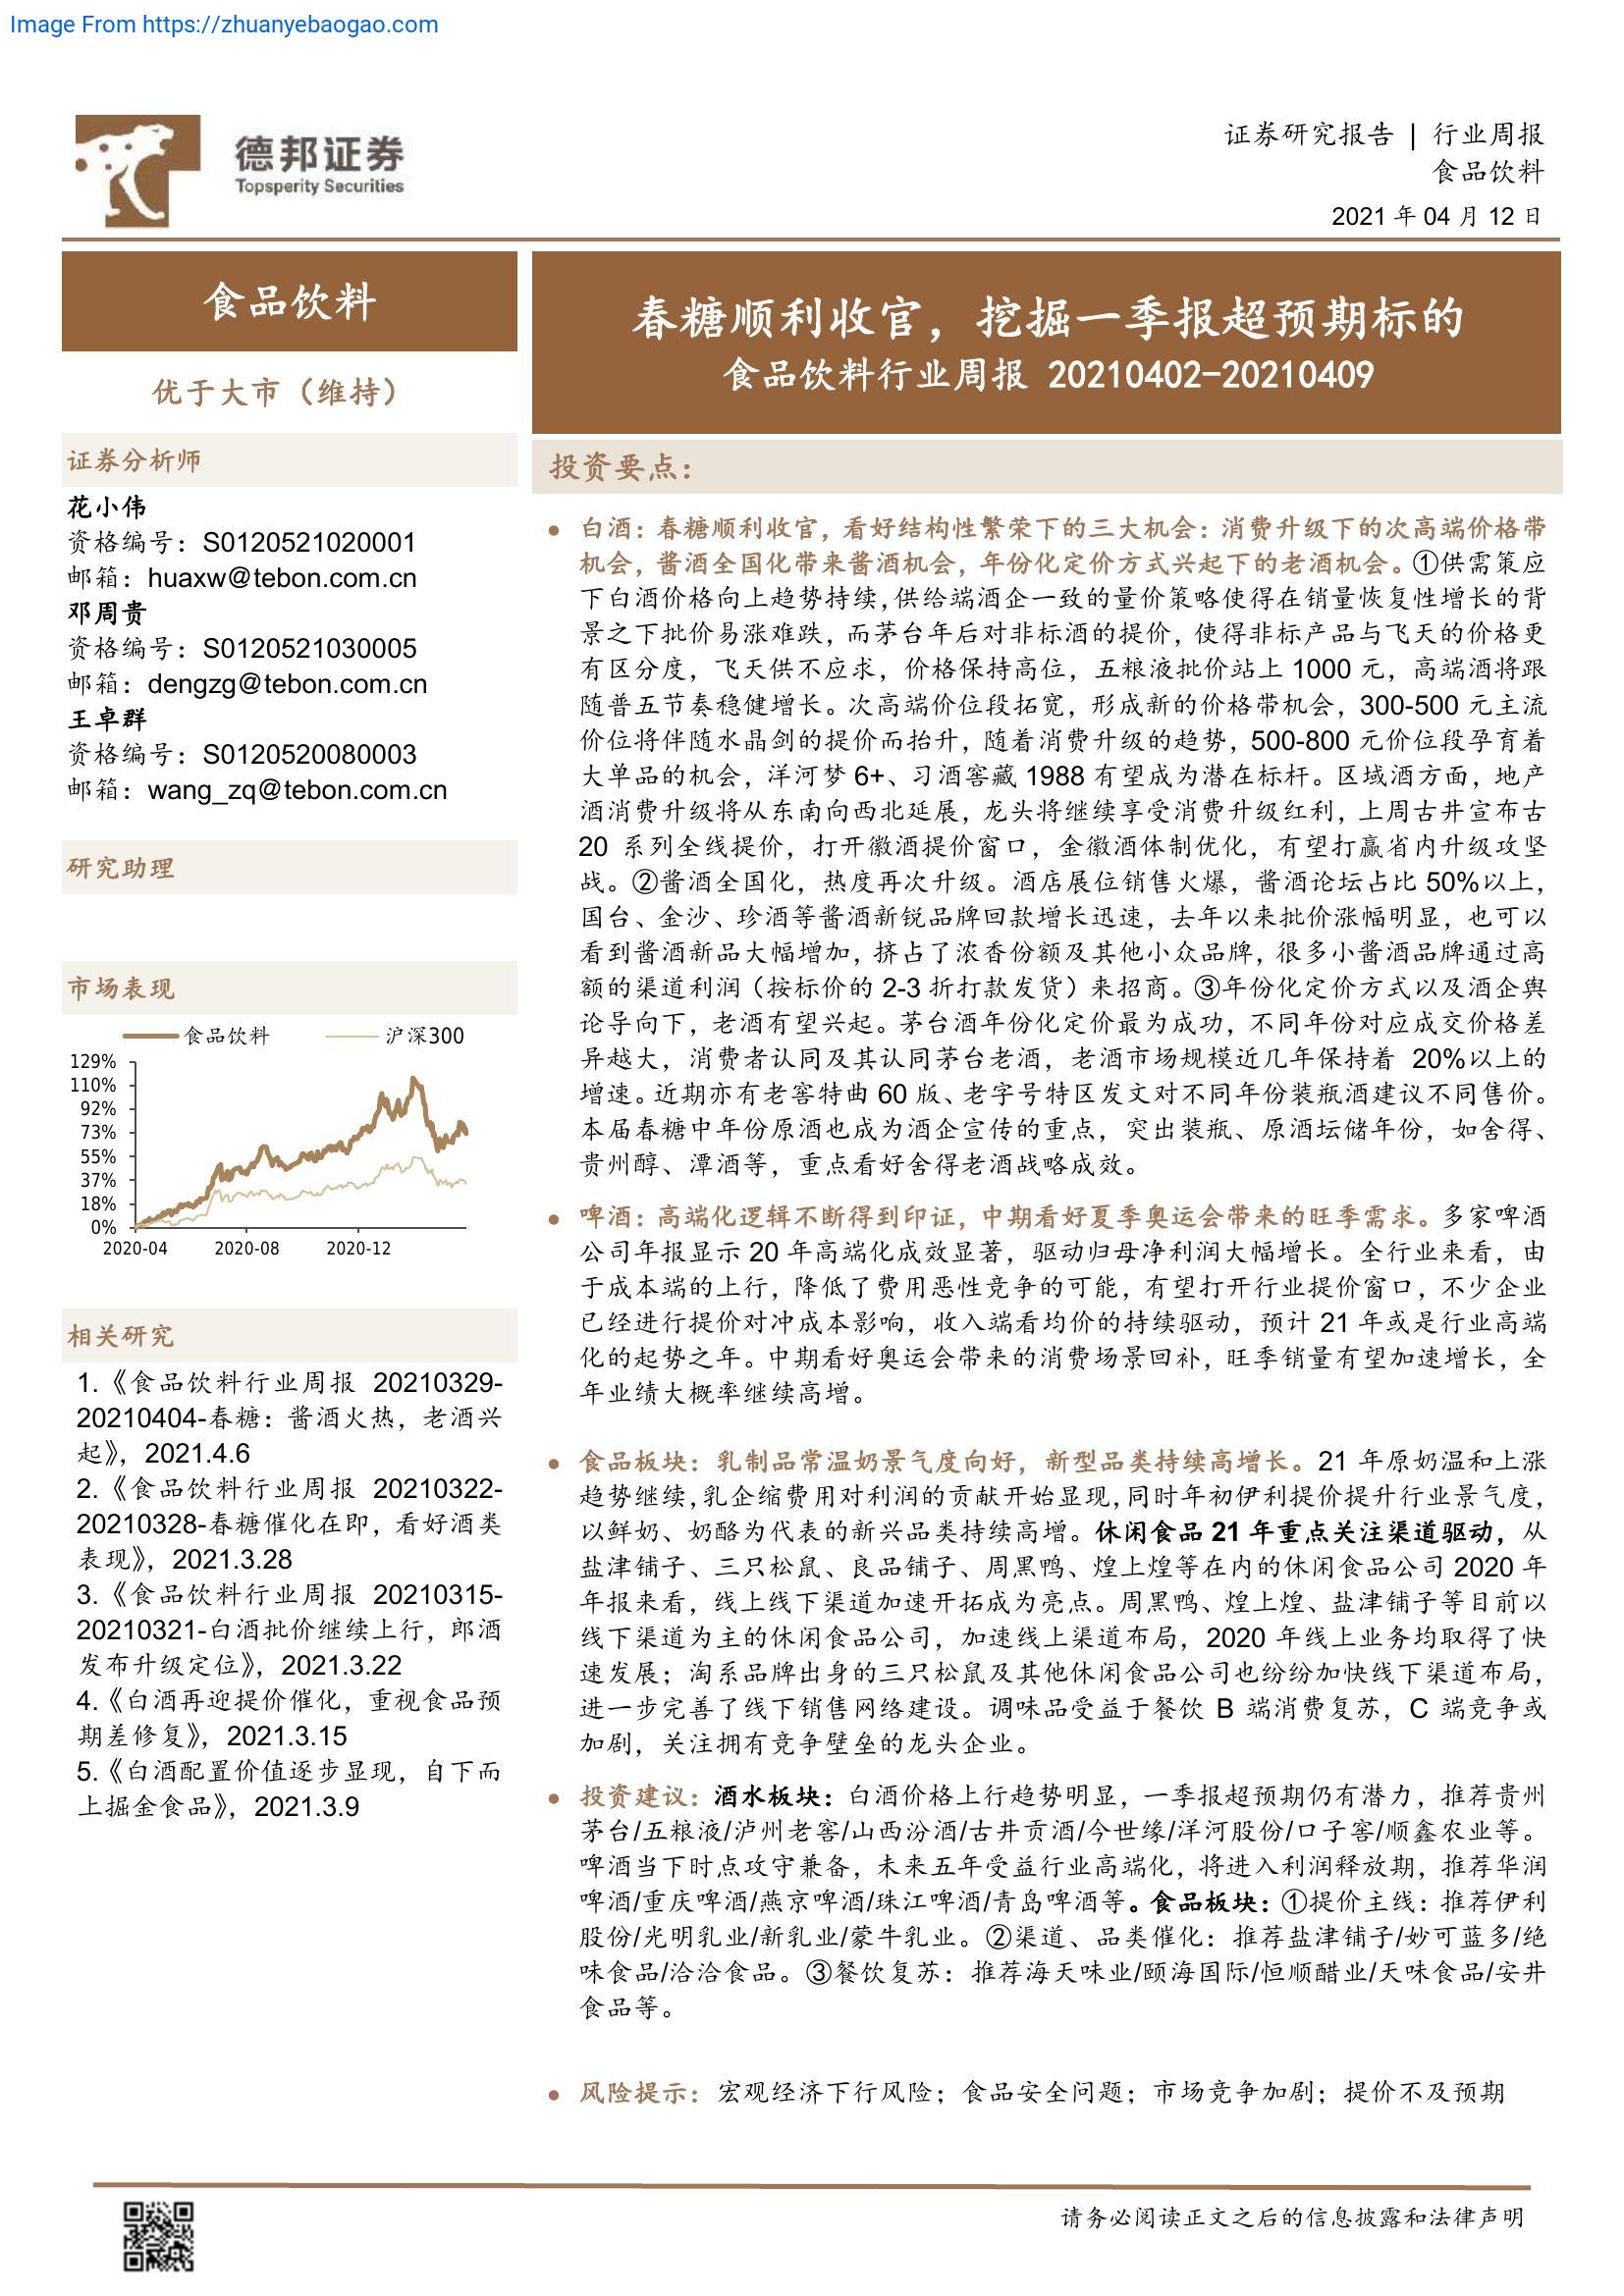 Image From https://zhuanyebaogao.com
德邦证券
Topsperity Securities
证券研究报告 | 行业周报
食品饮料
2021 年 04 月 12 日
食品饮料
优于大市（维持）
证券分析师
花小伟
资格编号：S0120521020001
邮箱：huaxw@tebon.com.cn
邓周贵
资格编号：S0120521030005
邮箱：dengzg@tebon.com.cn
王卓群
资格编号：S0120520080003
邮箱：wang_zq@tebon.com.cn
研究助理
市场表现
食品饮料 沪深300
129%
110%
92%
73%
55%
37%
18%
0%
2020-04 2020-08 2020-12
相关研究
1.《食品饮料行业周报 20210329-
20210404-春糖：酱酒火热，老酒兴
起》，2021.4.6
2.《食品饮料行业周报 20210322-
20210328-春糖催化在即，看好酒类
表现》，2021.3.28
3.《食品饮料行业周报 20210315-
20210321-白酒批价继续上行，郎酒
发布升级定位》，2021.3.22
4.《白酒再迎提价催化，重视食品预
期差修复》，2021.3.15
5.《白酒配置价值逐步显现，自下而
上掘金食品》，2021.3.9
春糖顺利收官，挖掘一季报超预期标的
食品饮料行业周报 20210402-20210409
投资要点：
● 白酒：春糖顺利收官，看好结构性繁荣下的三大机会：消费升级下的次高端价格带
机会，酱酒全国化带来酱酒机会，年份化定价方式兴起下的老酒机会。①供需策应
下白酒价格向上趋势持续，供给端酒企一致的量价策略使得在销量恢复性增长的背
景之下批价易涨难跌，而茅台年后对非标酒的提价，使得非标产品与飞天的价格更
有区分度，飞天供不应求，价格保持高位，五粮液批价站上 1000 元，高端酒将跟
随普五节奏稳健增长。次高端价位段拓宽，形成新的价格带机会，300-500 元主流
价位将伴随水晶剑的提价而抬升，随着消费升级的趋势，500-800 元价位段孕育着
大单品的机会，洋河梦 6+、习酒窖藏 1988 有望成为潜在标杆。区域酒方面，地产
酒消费升级将从东南向西北延展，龙头将继续享受消费升级红利，上周古井宣布古
20 系列全线提价，打开徽酒提价窗口，金徽酒体制优化，有望打赢省内升级攻坚
战。②酱酒全国化，热度再次升级。酒店展位销售火爆，酱酒论坛占比 50%以上，
国台、金沙、珍酒等酱酒新锐品牌回款增长迅速，去年以来批价涨幅明显，也可以
看到酱酒新品大幅增加，挤占了浓香份额及其他小众品牌，很多小酱酒品牌通过高
额的渠道利润（按标价的 2-3 折打款发货）来招商。③年份化定价方式以及酒企舆
论导向下，老酒有望兴起。茅台酒年份化定价最为成功，不同年份对应成交价格差
异越大，消费者认同及其认同茅台老酒，老酒市场规模近几年保持着 20%以上的
增速。近期亦有老窖特曲 60 版、老字号特区发文对不同年份装瓶酒建议不同售价。
本届春糖中年份原酒也成为酒企宣传的重点，突出装瓶、原酒坛储年份，如舍得、
贵州醇、潭酒等，重点看好舍得老酒战略成效。
● 啤酒：高端化逻辑不断得到印证，中期看好夏季奥运会带来的旺季需求。多家啤酒
公司年报显示 20 年高端化成效显著，驱动归母净利润大幅增长。全行业来看，由
于成本端的上行，降低了费用恶性竞争的可能，有望打开行业提价窗口，不少企业
已经进行提价对冲成本影响，收入端看均价的持续驱动，预计 21 年或是行业高端
化的起势之年。中期看好奥运会带来的消费场景回补，旺季销量有望加速增长，全
年业绩大概率继续高增。
● 食品板块：乳制品常温奶景气度向好，新型品类持续高增长。21 年原奶温和上涨
趋势继续，乳企缩费用对利润的贡献开始显现，同时年初伊利提价提升行业景气度，
以鲜奶、奶酪为代表的新兴品类持续高增。休闲食品 21 年重点关注渠道驱动，从
盐津铺子、三只松鼠、良品铺子、周黑鸭、煌上煌等在内的休闲食品公司 2020 年
年报来看，线上线下渠道加速开拓成为亮点。周黑鸭、煌上煌、盐津铺子等目前以
线下渠道为主的休闲食品公司，加速线上渠道布局，2020 年线上业务均取得了快
速发展；淘系品牌出身的三只松鼠及其他休闲食品公司也纷纷加快线下渠道布局，
进一步完善了线下销售网络建设。调味品受益于餐饮 B 端消费复苏，C 端竞争或
加剧，关注拥有竞争壁垒的龙头企业。
● 投资建议：酒水板块：白酒价格上行趋势明显，一季报超预期仍有潜力，推荐贵州
茅台/五粮液/泸州老窖/山西汾酒/古井贡酒/今世缘/洋河股份/口子窖/顺鑫农业等。
啤酒当下时点攻守兼备，未来五年受益行业高端化，将进入利润释放期，推荐华润
啤酒/重庆啤酒/燕京啤酒/珠江啤酒/青岛啤酒等。食品板块：①提价主线：推荐伊利
股份/光明乳业/新乳业/蒙牛乳业。②渠道、品类催化：推荐盐津铺子/妙可蓝多/绝
味食品/洽洽食品。③餐饮复苏：推荐海天味业/颐海国际/恒顺醋业/天味食品/安井
食品等。
● 风险提示：宏观经济下行风险；食品安全问题；市场竞争加剧；提价不及预期
请务必阅读正文之后的信息披露和法律声明